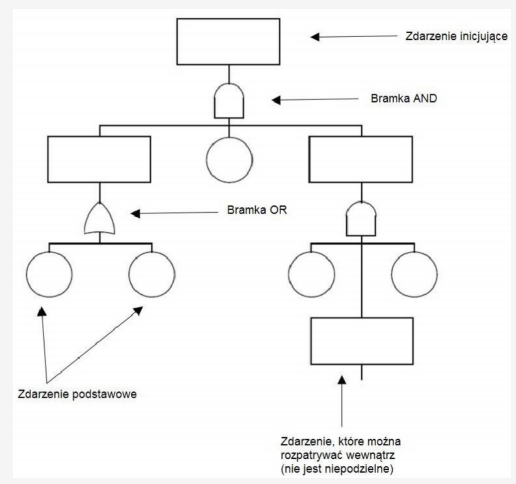 Zdarzenie inicjujące
Bramka AND
Bramka OR
Zdarzenie podstawowe
Zdarzenie, które można
rozpatrywać wewnątrz
(nie jest niepodzielne)